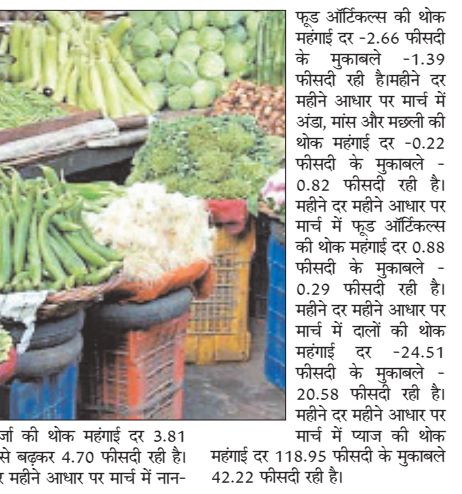 र्जा की थोक महंगाई दर 3.81
से बढ़कर 4.70 फीसदी रही है।
महीने आधार पर मार्च में नान-
फूड ऑर्टिकल्स की थोक
महंगाई दर -2.66 फीसदी
के मुकाबले -1.39
फीसदी रही है।महीने दर
महीने आधार पर मार्च में
अंडा, मांस और मछली की
थोक महंगाई दर -0.22
फीसदी के मुकाबले -
0.82 फीसदी रही है।
महीने दर महीने आधार पर
मार्च में फूड ऑर्टिकल्स
की थोक महंगाई दर 0.88
फीसदी के मुकाबले -
0.29 फीसदी रही है।
महीने दर महीने आधार पर
मार्च में दालों की थोक
महंगाई दर -24.51
फीसदी के मुकाबले -
20.58 फीसदी रही है।
महीने दर महीने आधार पर
मार्च में प्याज की थोक
महंगाई दर 118.95 फीसदी के मुकाबले
42.22 फीसदी रही है।